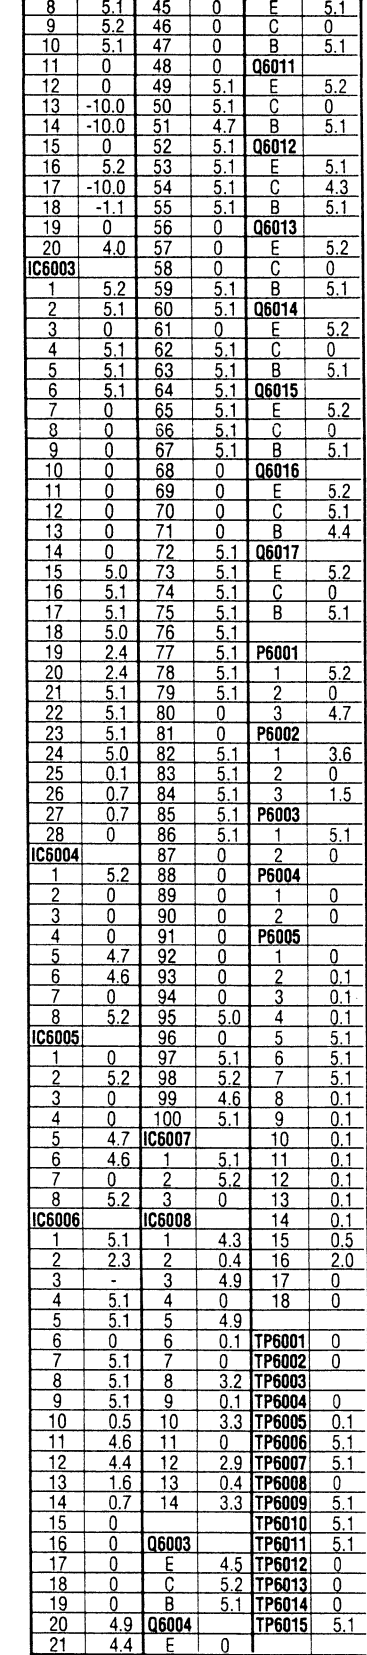 8 5.1 45 0 E 5.1
9 5.2 46 0 C 0
10 5.1 47 0 B 5.1
11 0 48 0 Q6011
12 0 49 5.1 E 5.2
13 -10.0 50 5.1 C 0
14 -10.0 51 4.7 B 5.1
15 0 52 5.1 Q6012
16 5.2 53 5.1 E 5.1
17 -10.0 54 5.1 C 4.3
18 -1.1 55 5.1 B 5.1
19 0 56 0 Q6013
20 4.0 57 0 E 5.2
IC6003 58 0 C 0
1 5.2 59 5.1 B 5.1
2 5.1 60 5.1 Q6014
3 0 61 0 E 5.2
4 5.1 62 5.1 C 0
5 5.1 63 5.1 B 5.1
6 5.1 64 5.1 Q6015
7 0 65 5.1 E 5.2
8 0 66 5.1 C 0
9 0 67 5.1 B 5.1
10 0 68 0 Q6016
11 0 69 0 E 5.2
12 0 70 0 C 5.1
13 0 71 0 B 4.4
14 0 72 5.1 Q6017
15 5.0 73 5.1 E 5.2
16 5.1 74 5.1 C 0
17 5.1 75 5.1 B 5.1
18 5.0 76 5.1
19 2.4 77 5.1 P6001
20 2.4 78 5.1 1 5.2
21 5.1 79 5.1 2 0
22 5.1 80 0 3 4.7
23 5.1 81 0 P6002
24 5.0 82 5.1 1 3.6
25 0.1 83 5.1 2 0
26 0.7 84 5.1 3 1.5
27 0.7 85 5.1 P6003
28 0 86 5.1 1 5.1
IC6004 87 0 2 0
1 5.2 88 0 P6004
2 0 89 0 1 0
3 0 90 0 2 0
4 0 91 0 P6005
5 4.7 92 0 1 0
6 4.6 93 0 2 0.1
7 0 94 0 3 0.1
8 5.2 95 5.0 4 0.1
IC6005 96 0 5 5.1
1 0 97 5.1 6 5.1
2 5.2 98 5.2 7 5.1
3 0 99 4.6 8 0.1
4 0 100 5.1 9 0.1
5 4.7 IC6007 10 0.1
6 4.6 1 5.1 11 0.1
7 0 2 5.2 12 0.1
8 5.2 3 0 13 0.1
IC6006 IC6008 14 0.1
1 5.1 1 4.3 15 0.5
2 2.3 2 0.4 16 2.0
3 - 3 4.9 17 0
4 5.1 4 0 18 0
5 5.1 5 4.9
6 0 6 0.1 TP6001 0
7 5.1 7 0 TP6002 0
8 5.1 8 3.2 TP6003
9 5.1 9 0.1 TP6004 0
10 0.5 10 3.3 TP6005 0.1
11 4.6 11 0 TP6006 5.1
12 4.4 12 2.9 TP6007 5.1
13 1.6 13 0.4 TP6008 0
14 0.7 14 3.3 TP6009 5.1
15 0 TP6010 5.1
16 0 Q6003 TP6011 5.1
17 0 E 4.5 TP6012 0
18 0 C 5.2 TP6013 0
19 0 B 5.1 TP6014 0
20 4.9 Q6004 TP6015 5.1
21 4.4 E 0